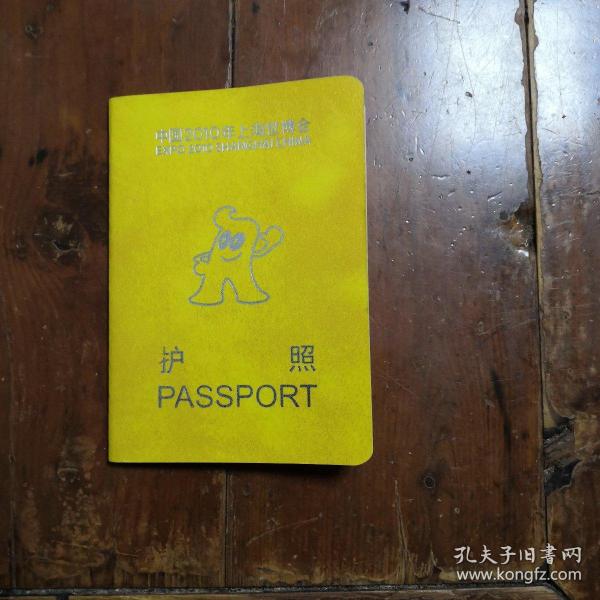 中国2010年上海世博会
EXPO 2010 SHANGHAI CHINA
护 照
PASSPORT
孔夫子旧书网
www.kongfz.com